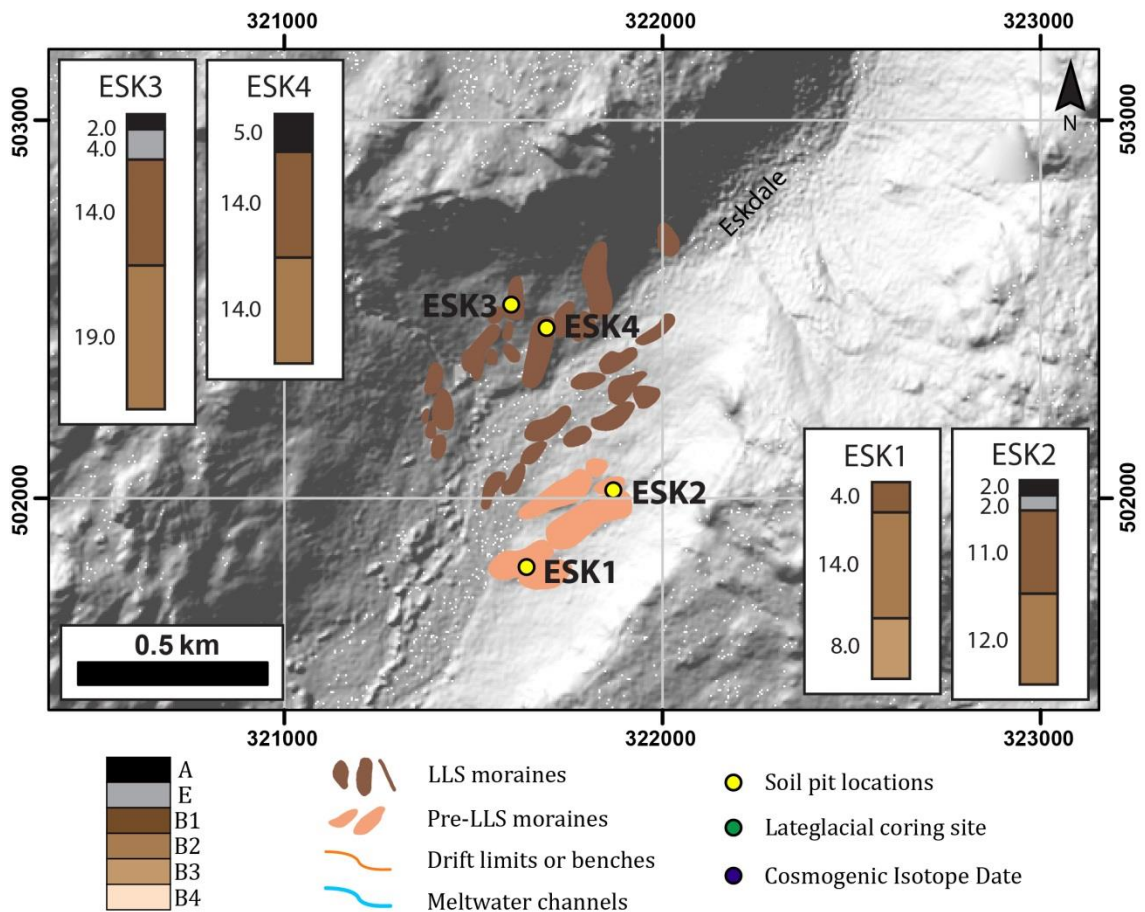 321000
322000
323000
503000
502000
ESK3
2.0
4.0
14.0
19.0
ESK4
5.0
14.0
14.0
N
Eskdale
ESK3
ESK4
ESK2
ESK1
ESK1
4.0
14.0
8.0
ESK2
2.0
2.0
11.0
12.0
503000
502000
0.5 km
321000
322000
323000
A
E
B1
B2
B3
B4
LLS moraines
Pre-LLS moraines
Drift limits or benches
Meltwater channels
Soil pit locations
Lateglacial coring site
Cosmogenic Isotope Date